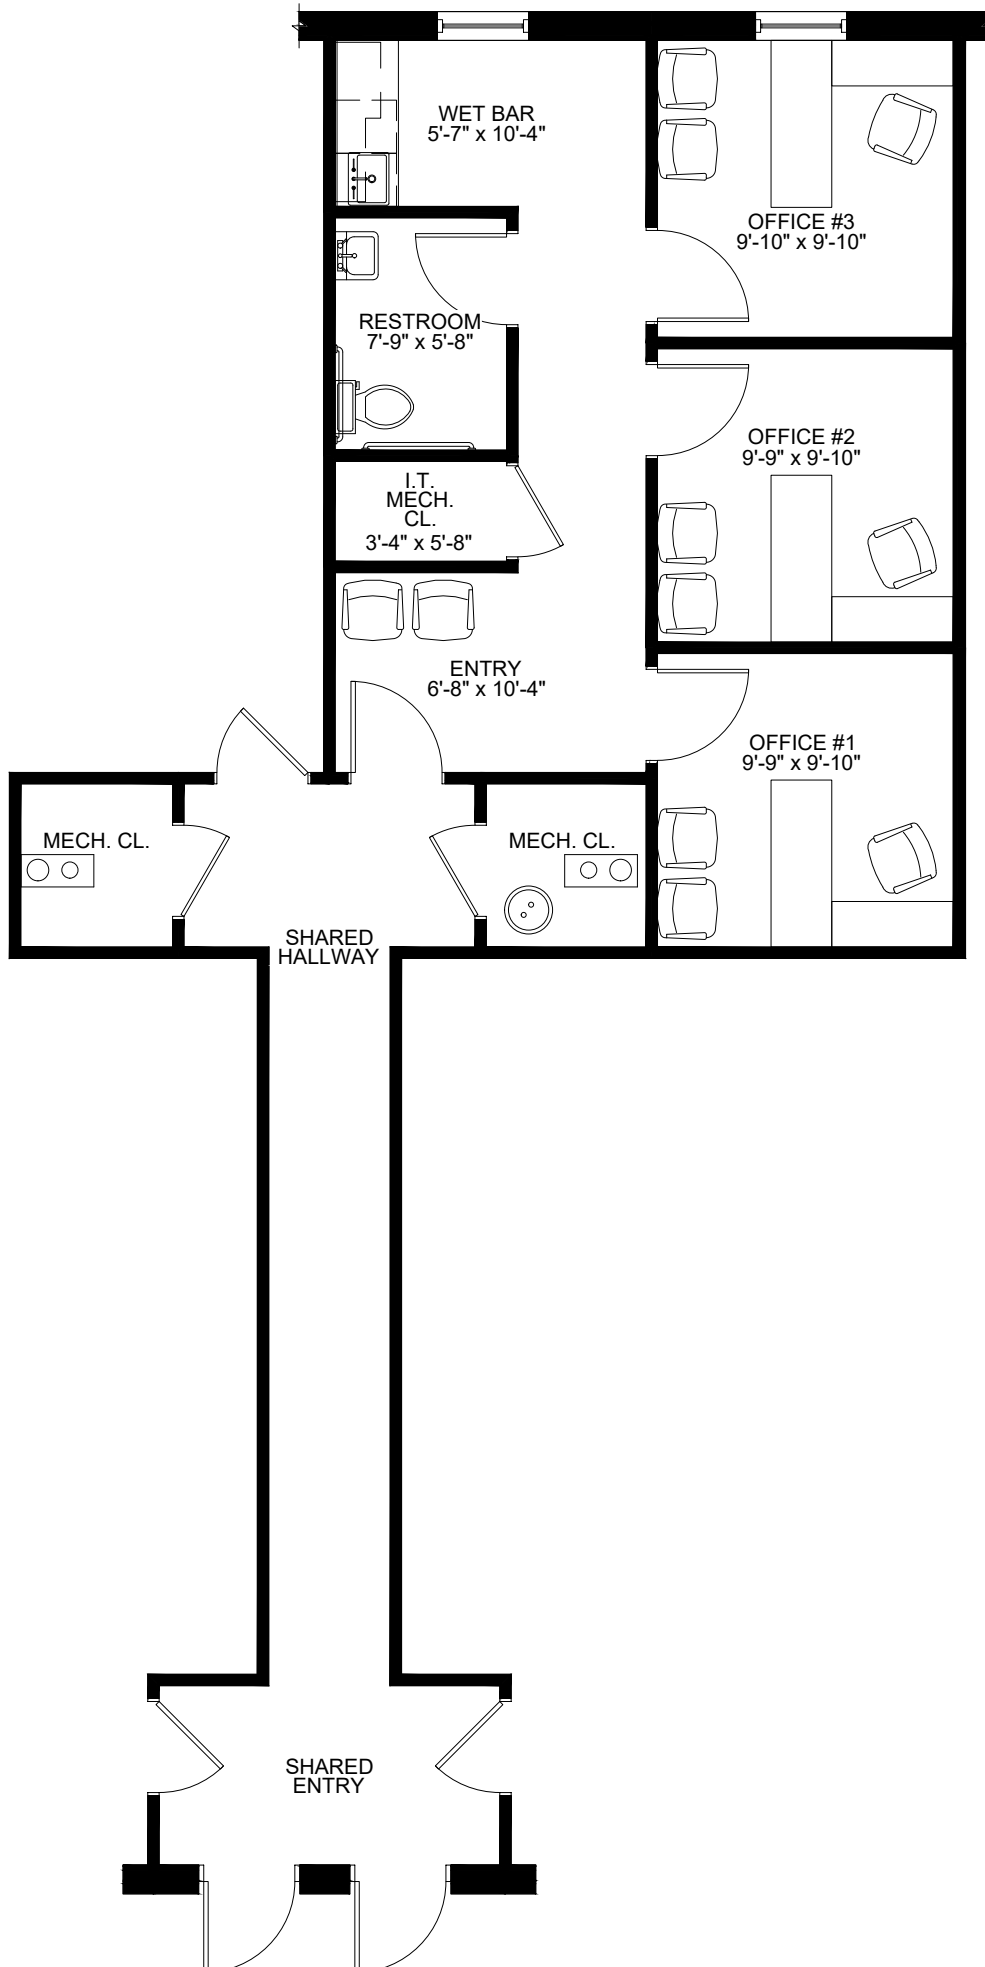 WET BAR
5'-7" x 10'-4"
OFFICE #3
9'-10" x 9'-10"
RESTROOM
7'-9" x 5'-8"
OFFICE #2
9'-9" x 9'-10"
I.T.
MECH.
CL.
3'-4" x 5'-8"
ENTRY
6'-8" x 10'-4"
OFFICE #1
9'-9" x 9'-10"
MECH. CL.
MECH. CL.
SHARED
HALLWAY
SHARED
ENTRY